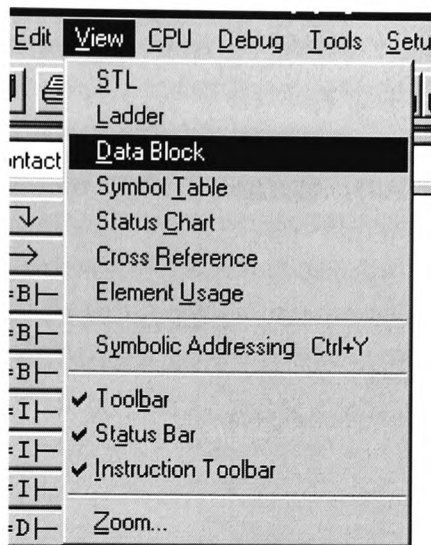 Edit View CPU Debug Tools Setu
STL
Ladder
ontact
Data Block
Symbol Table
Status Chart
Cross Reference
=B
Element Usage
=B
Symbolic Addressing Ctrl+Y
=B
=I
✔ Toolbar
=I
✔ Status Bar
=I
✔ Instruction Toolbar
=I
=D
Zoom...